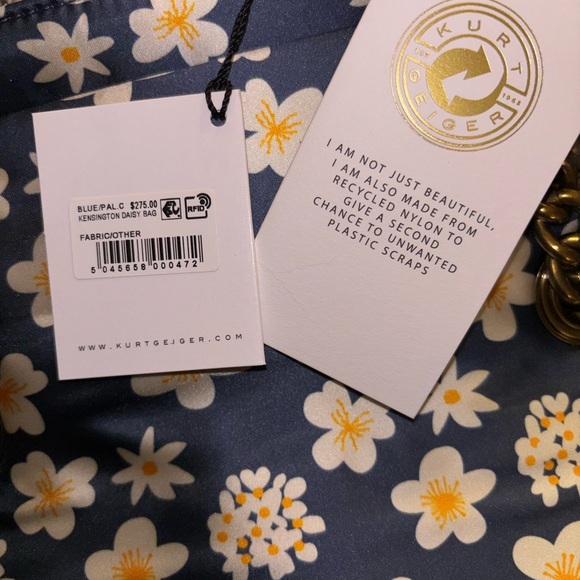 BLUE/PAL.C $275.00
KENSINGTON DAISY BAG
RFID
FABRIC/OTHER
5 045658 000472
WWW.KURTGEIGER.COM
KURT
GEIGER
EST
1963
I AM NOT JUST BEAUTIFUL,
I AM ALSO MADE FROM
RECYCLED NYLON TO
GIVE A SECOND
CHANCE TO UNWANTED
PLASTIC SCRAPS